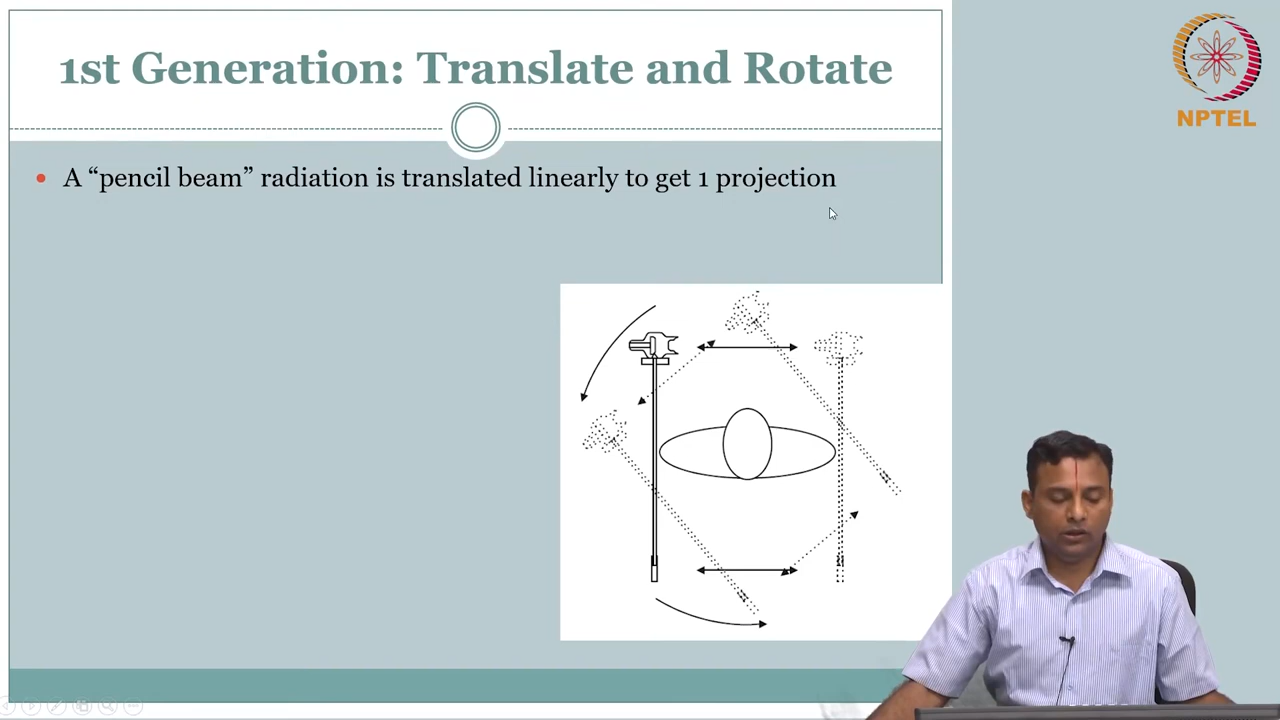 1st Generation: Translate and Rotate
NPTEL
A “pencil beam” radiation is translated linearly to get 1 projection